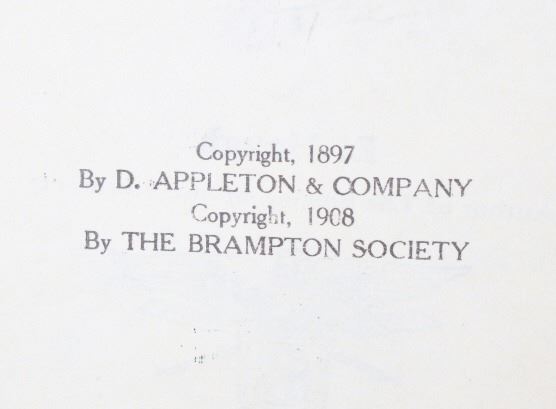 Copyright, 1897
By D. APPLETON & COMPANY
Copyright, 1908
By THE BRAMPTON SOCIETY